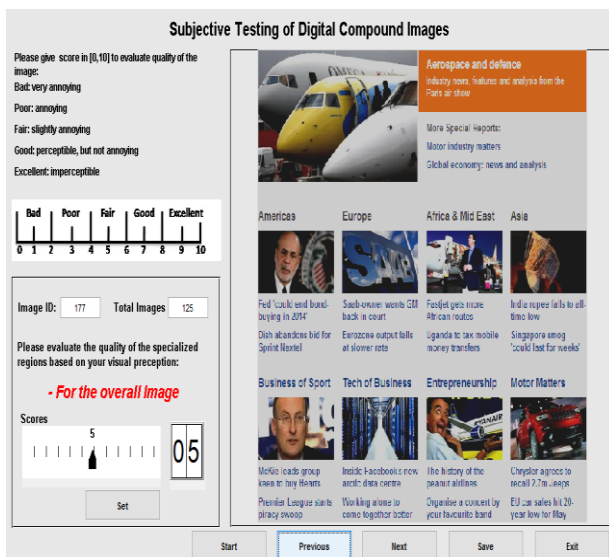 Subjective Testing of Digital Compound Images
Please give score in [0,10] to evaluate quality of the
image:
Bad: very annoying
Poor: annoying
Fair: slightly annoying
Good: perceptible, but not annoying
Excellent: imperceptible
Bad Poor Fair Good Excellent
0 1 2 3 4 5 6 7 8 9 10
Image ID: 177 Total Images 125
Please evaluate the quality of the specialized
regions based on your visual preception:
- For the overall Image
Scores
5
05
Set
Aerospace and defence
Industry news, features and analysis from the
Paris air show
More Special Reports:
Motor industry matters
Global economy: news and analysis
Americas
Fed 'could end bond-
buying in 2014'
Dish abandons bid for
Sprint Nextel
Europe
SAAB
Saab-owner wants GM
back in court
Eurozone output falls
at slower rate
Africa & Mid East
Fastjet gets more
African routes
Uganda to tax mobile
money transfers
Asia
India rupee falls to all-
time low
Singapore smog
'could last for weeks'
Business of Sport
McKie leads group
keen to buy Hearts
Premier League starts
piracy swoop
Tech of Business
Inside Facebook's new
arctic data centre
Working alone to
come together better
Entrepreneurship
RYANAIR
The history of the
peanut airlines
Organise a concert by
your favourite band
Motor Matters
Chrysler agrees to
recall 2.7m Jeeps
EU car sales hit 20-
year low for May
Start Previous Next Save Exit